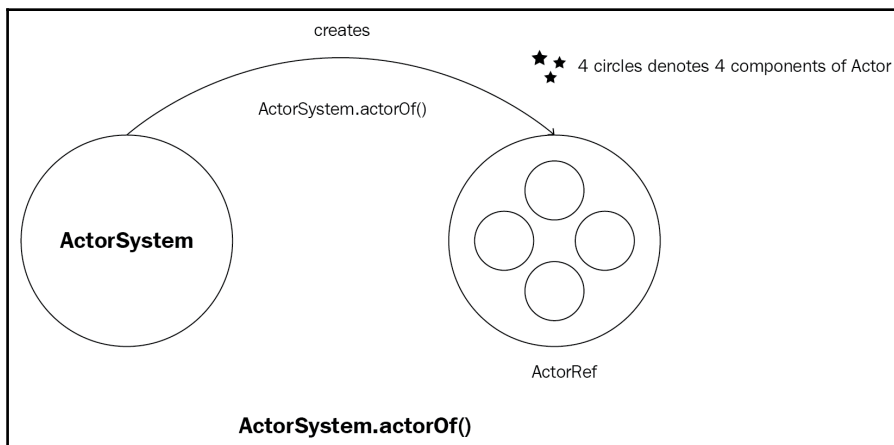 creates
4 circles denotes 4 components of Actor
ActorSystem.actorOf()
ActorSystem
ActorRef
ActorSystem.actorOf()